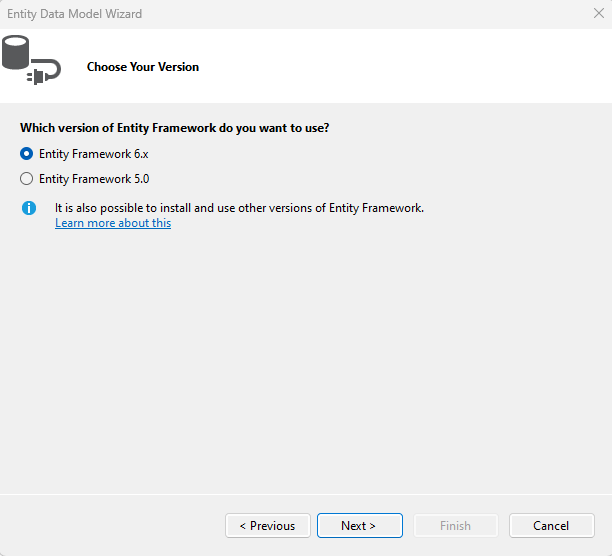 Entity Data Model Wizard
Choose Your Version
Which version of Entity Framework do you want to use?
Entity Framework 6.x
Entity Framework 5.0
It is also possible to install and use other versions of Entity Framework.
Learn more about this
< Previous
Next >
Finish
Cancel